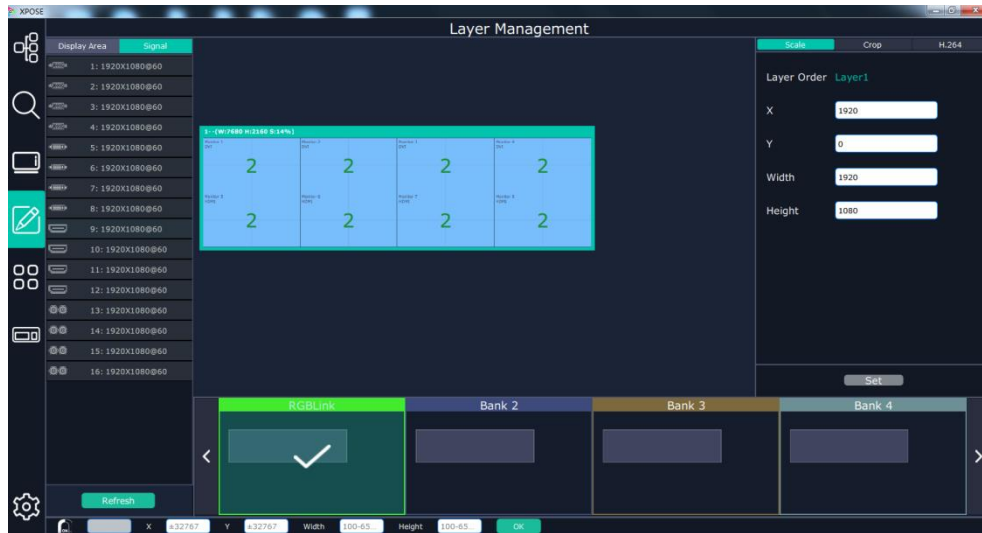 XPOSE
Layer Management
Display Area Signal
1: 1920X1080@60
2: 1920X1080@60
3: 1920X1080@60
4: 1920X1080@60
5: 1920X1080@60
6: 1920X1080@60
7: 1920X1080@60
8: 1920X1080@60
9: 1920X1080@60
10: 1920X1080@60
11: 1920X1080@60
12: 1920X1080@60
13: 1920X1080@60
14: 1920X1080@60
15: 1920X1080@60
16: 1920X1080@60
Refresh
1--(W:7680 H:2160 S:14%)
2 2 2 2
2 2 2 2
Scale Crop H.264
Layer Order Layer1
X 1920
Y 0
Width 1920
Height 1080
Set
RGBLink Bank 2 Bank 3 Bank 4
X ±32767 Y ±32767 Width 100-65... Height 100-65... OK